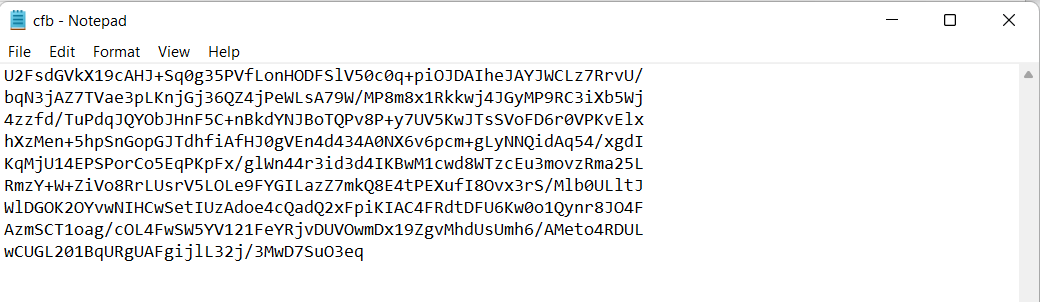 cfb - Notepad
File Edit Format View Help
U2FsdGVkX19cAHJ+Sq0g35PVfLonHODFSlV50c0q+piOJDAIheJAYJWCLz7RrvU/
bqN3jAZ7TVae3pLKnjGj36QZ4jPeWLsA79W/MP8m8x1Rkkwj4JGyMP9RC3iXb5Wj
4zzfd/TuPdqJQYObJHnF5C+nBkdYNJBoTQPv8P+y7UV5KwJTsSVoFD6r0VPKvElx
hXzMen+5hpSnGopGJTdhfiAfHJ0gVEn4d434A0NX6v6pcm+gLyNNQidAq54/xgdI
KqMjU14EPSPorCo5EqPKpFx/glWn44r3id3d4IKBwM1cwd8WTzcEu3movzRma25L
RmzY+W+ZiVo8RrLUsrV5LOLe9FYGILazZ7mkQ8E4tPEXufI8Ovx3rS/Mlb0ULltJ
WlDGOK2OYvwNIHCwSetIUzAdoe4cQadQ2xFpiKIAC4FRdtDFU6Kw0o1Qynr8JO4F
AzmSCT1oag/cOL4FwSW5YV121FeYRjvDUVOwmDx19ZgvMhdUsUmh6/AMeto4RDUL
wCUGL201BqURgUAFgijlL32j/3MwD7SuO3eq